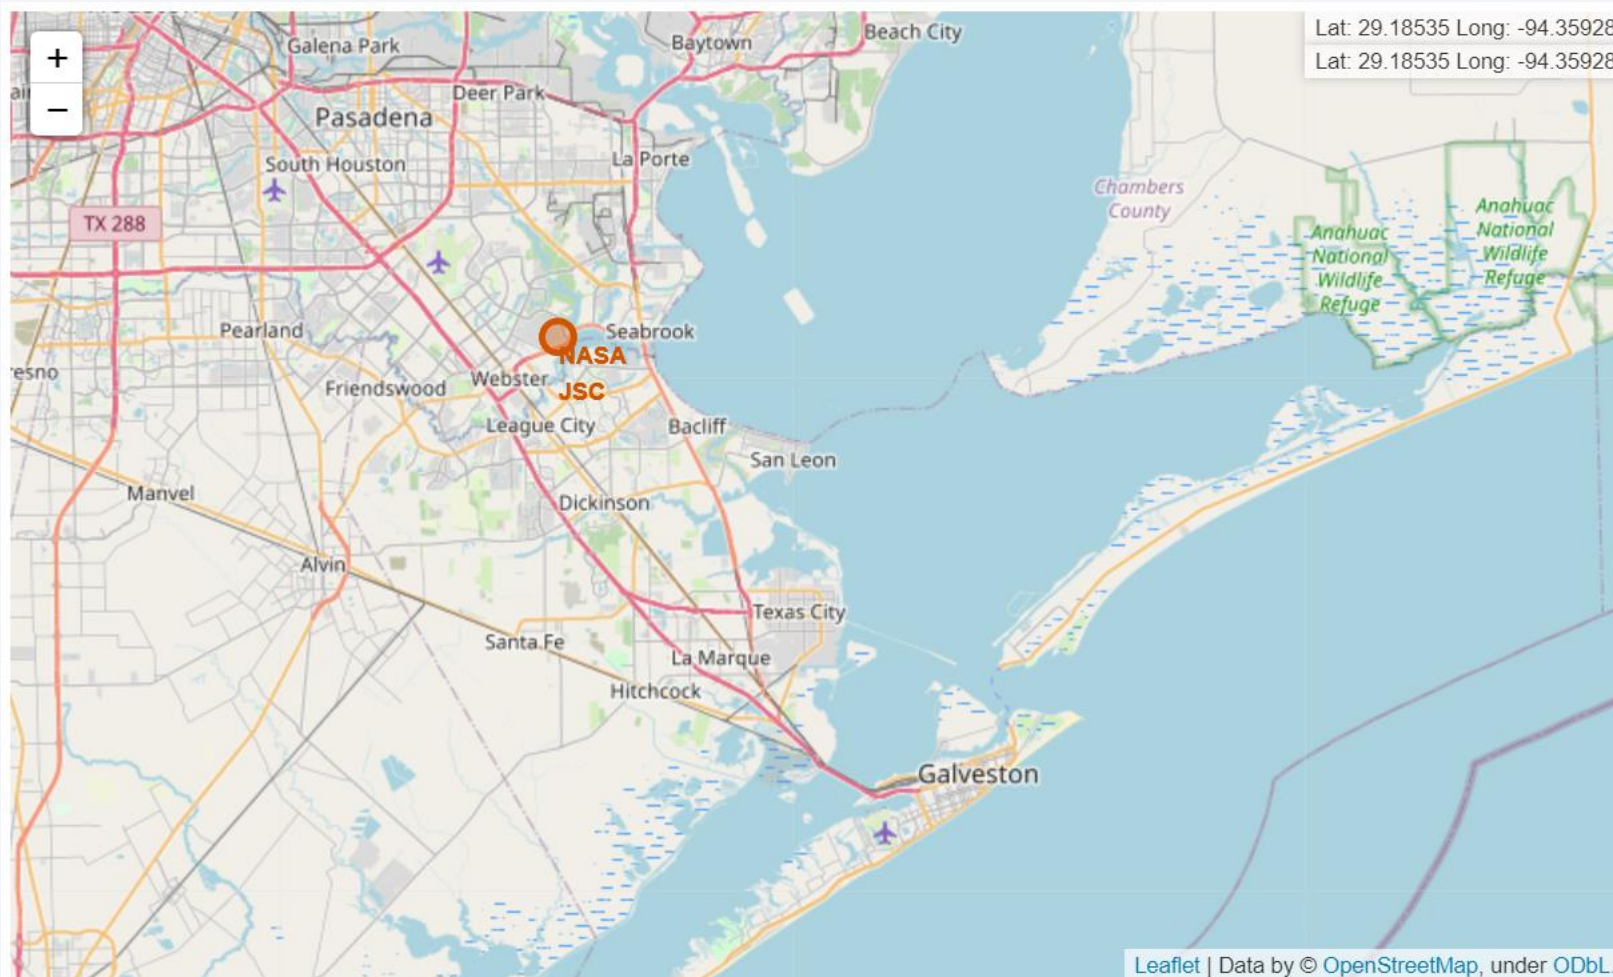 +
−
Lat: 29.18535 Long: -94.35928
Lat: 29.18535 Long: -94.35928
Galena Park
Baytown
Beach City
Deer Park
Pasadena
La Porte
South Houston
TX 288
Chambers
County
Anahuac
National
Wildlife
Refuge
Anahuac
National
Wildlife
Refuge
Pearland
Seabrook
NASA
JSC
Webster
resno
Friendswood
League City
Bacliff
San Leon
Manvel
Dickinson
Alvin
Texas City
Santa Fe
La Marque
Hitchcock
Galveston
Leaflet | Data by © OpenStreetMap, under ODbL.